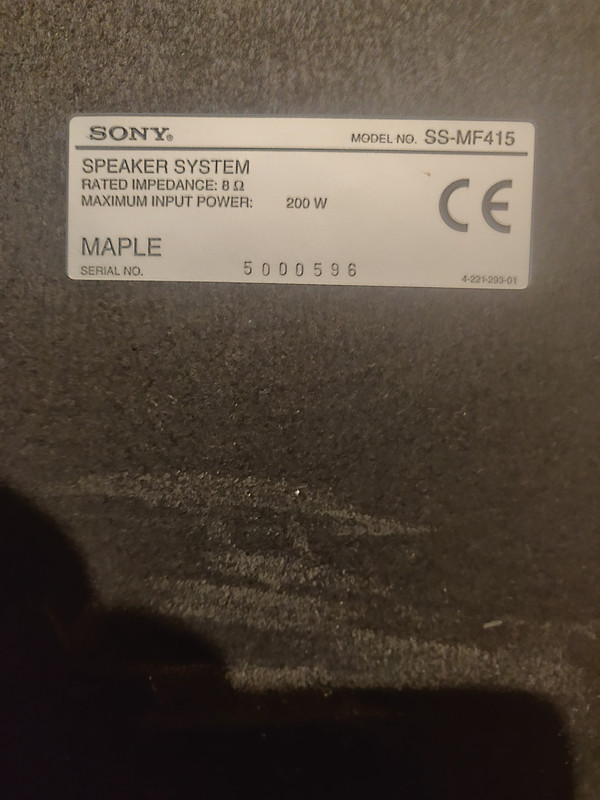 SONY®
MODEL NO. SS-MF415
SPEAKER SYSTEM
RATED IMPEDANCE: 8 Ω
MAXIMUM INPUT POWER: 200 W
CE
MAPLE
SERIAL NO. 5000596
4-221-293-01